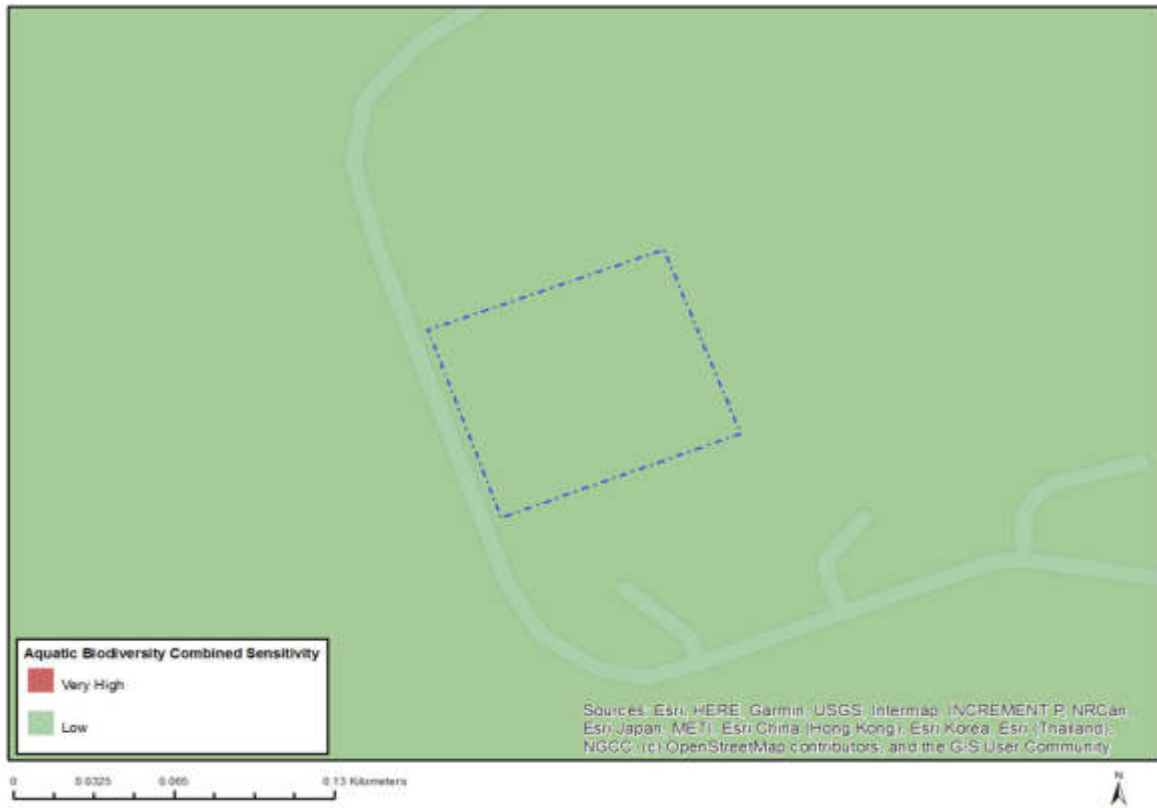 Aquatic Biodiversity Combined Sensitivity
Very High
Low
Sources: Esri, HERE, Garmin, USGS, Intermap, INCREMENT P, NRCan,
Esri Japan, METI, Esri China (Hong Kong), Esri Korea, Esri (Thailand),
NGCC, (c) OpenStreetMap contributors, and the GIS User Community
0 0.0325 0.065 0.13 Kilometers
N